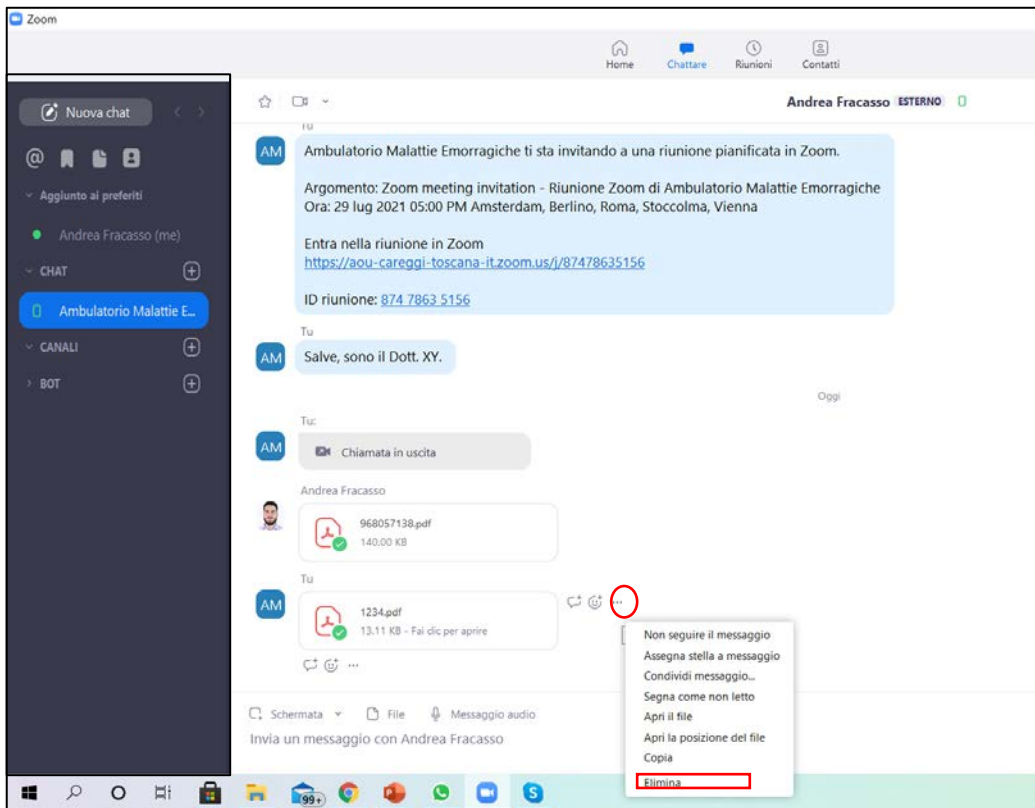 Zoom
Home
Chattare
Riunioni
Contatti
Nuova chat
Aggiunto ai preferiti
Andrea Fracasso (me)
CHAT
Ambulatorio Malattie E...
CANALI
BOT
Andrea Fracasso ESTERNO
Tu
AM
Ambulatorio Malattie Emorragiche ti sta invitando a una riunione pianificata in Zoom.
Argomento: Zoom meeting invitation - Riunione Zoom di Ambulatorio Malattie Emorragiche
Ora: 29 lug 2021 05:00 PM Amsterdam, Berlino, Roma, Stoccolma, Vienna
Entra nella riunione in Zoom
https://aou-careggi-toscana-it.zoom.us/j/87478635156
ID riunione: 874 7863 5156
Tu
AM
Salve, sono il Dott. XY.
Oggi
Tu:
AM
Chiamata in uscita
Andrea Fracasso
968057138.pdf
140.00 KB
Tu
AM
1234.pdf
13.11 KB - Fai clic per aprire
Non seguire il messaggio
Assegna stella a messaggio
Condividi messaggio...
Segna come non letto
Apri il file
Apri la posizione del file
Copia
Elimina
Schermata
File
Messaggio audio
Invia un messaggio con Andrea Fracasso
99+